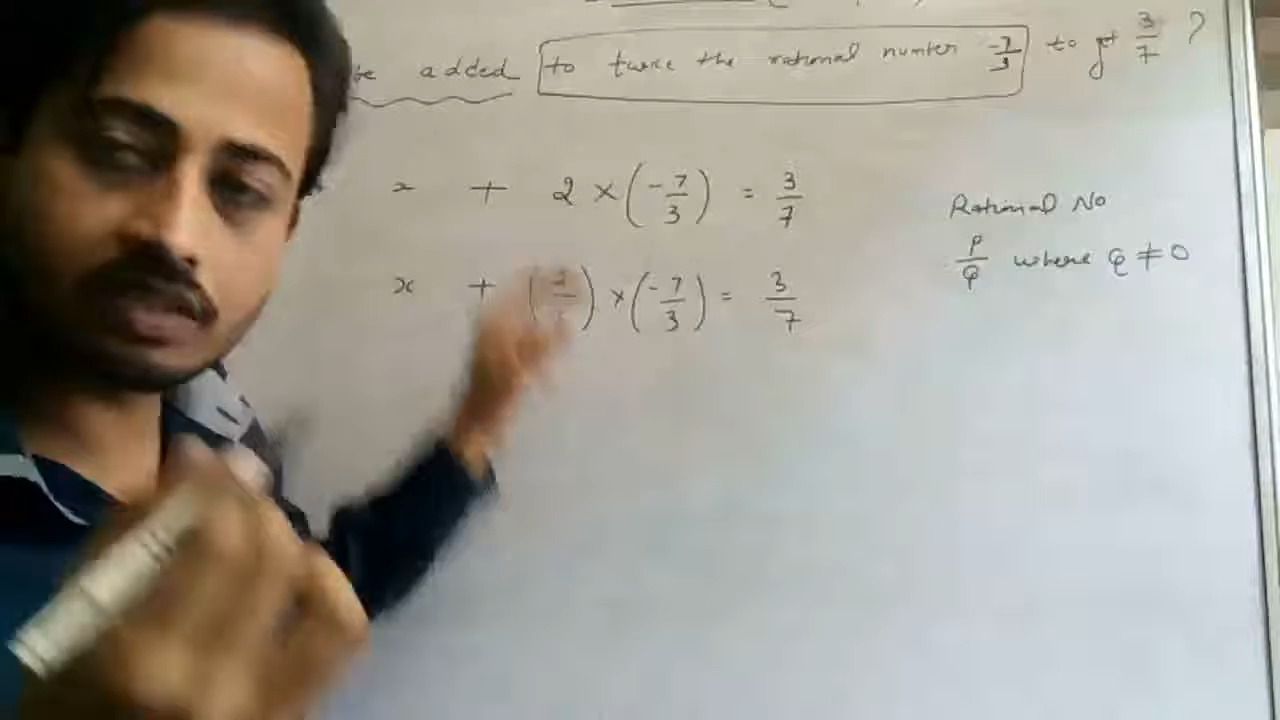 be added to twice the rational number -7/3 to get 3/7 ?
x + 2 × (-7/3) = 3/7
Rational No
x + ( ) × (-7/3) = 3/7
P/Q where Q ≠ 0